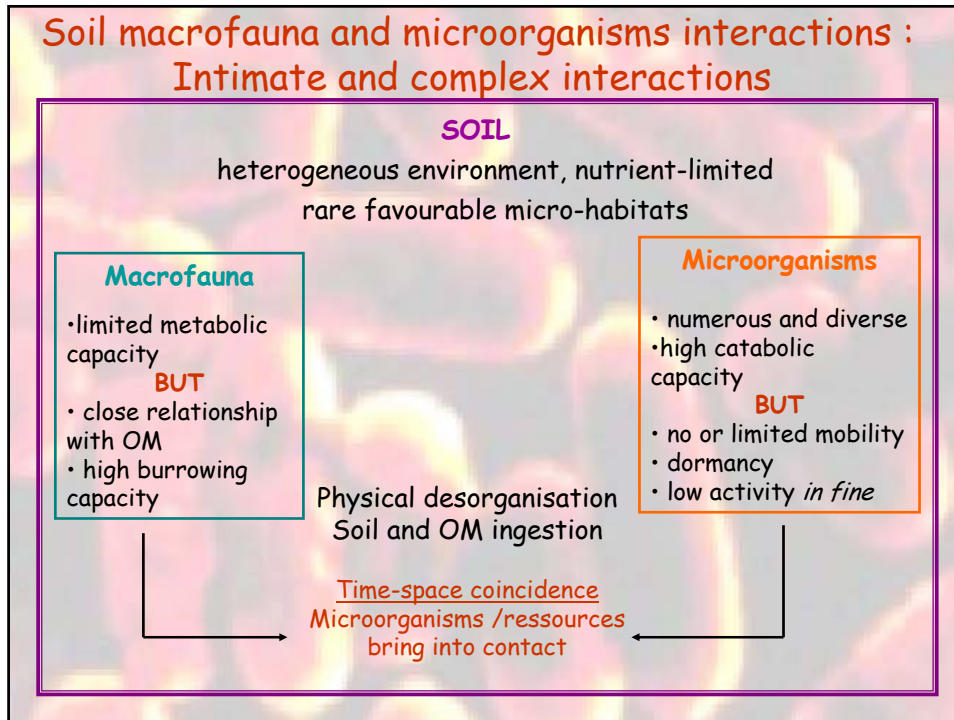 Soil macrofauna and microorganisms interactions :
Intimate and complex interactions
SOIL
heterogeneous environment, nutrient-limited
rare favourable micro-habitats
Macrofauna
•limited metabolic
capacity
BUT
• close relationship
with OM
• high burrowing
capacity
Microorganisms
• numerous and diverse
•high catabolic
capacity
BUT
• no or limited mobility
• dormancy
• low activity in fine
Physical desorganisation
Soil and OM ingestion
Time-space coincidence
Microorganisms /ressources
bring into contact